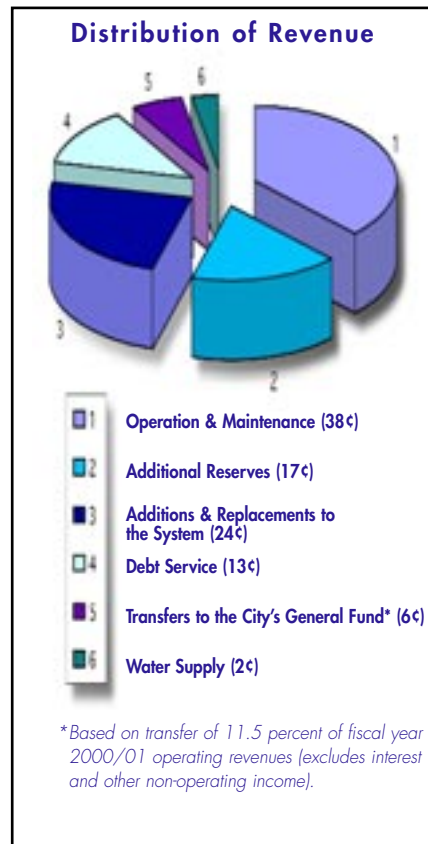 Distribution of Revenue
5
6
4
1
3
2
1 Operation & Maintenance (38¢)
2 Additional Reserves (17¢)
3 Additions & Replacements to
the System (24¢)
4 Debt Service (13¢)
5 Transfers to the City's General Fund* (6¢)
6 Water Supply (2¢)
*Based on transfer of 11.5 percent of fiscal year
2000/01 operating revenues (excludes interest
and other non-operating income).